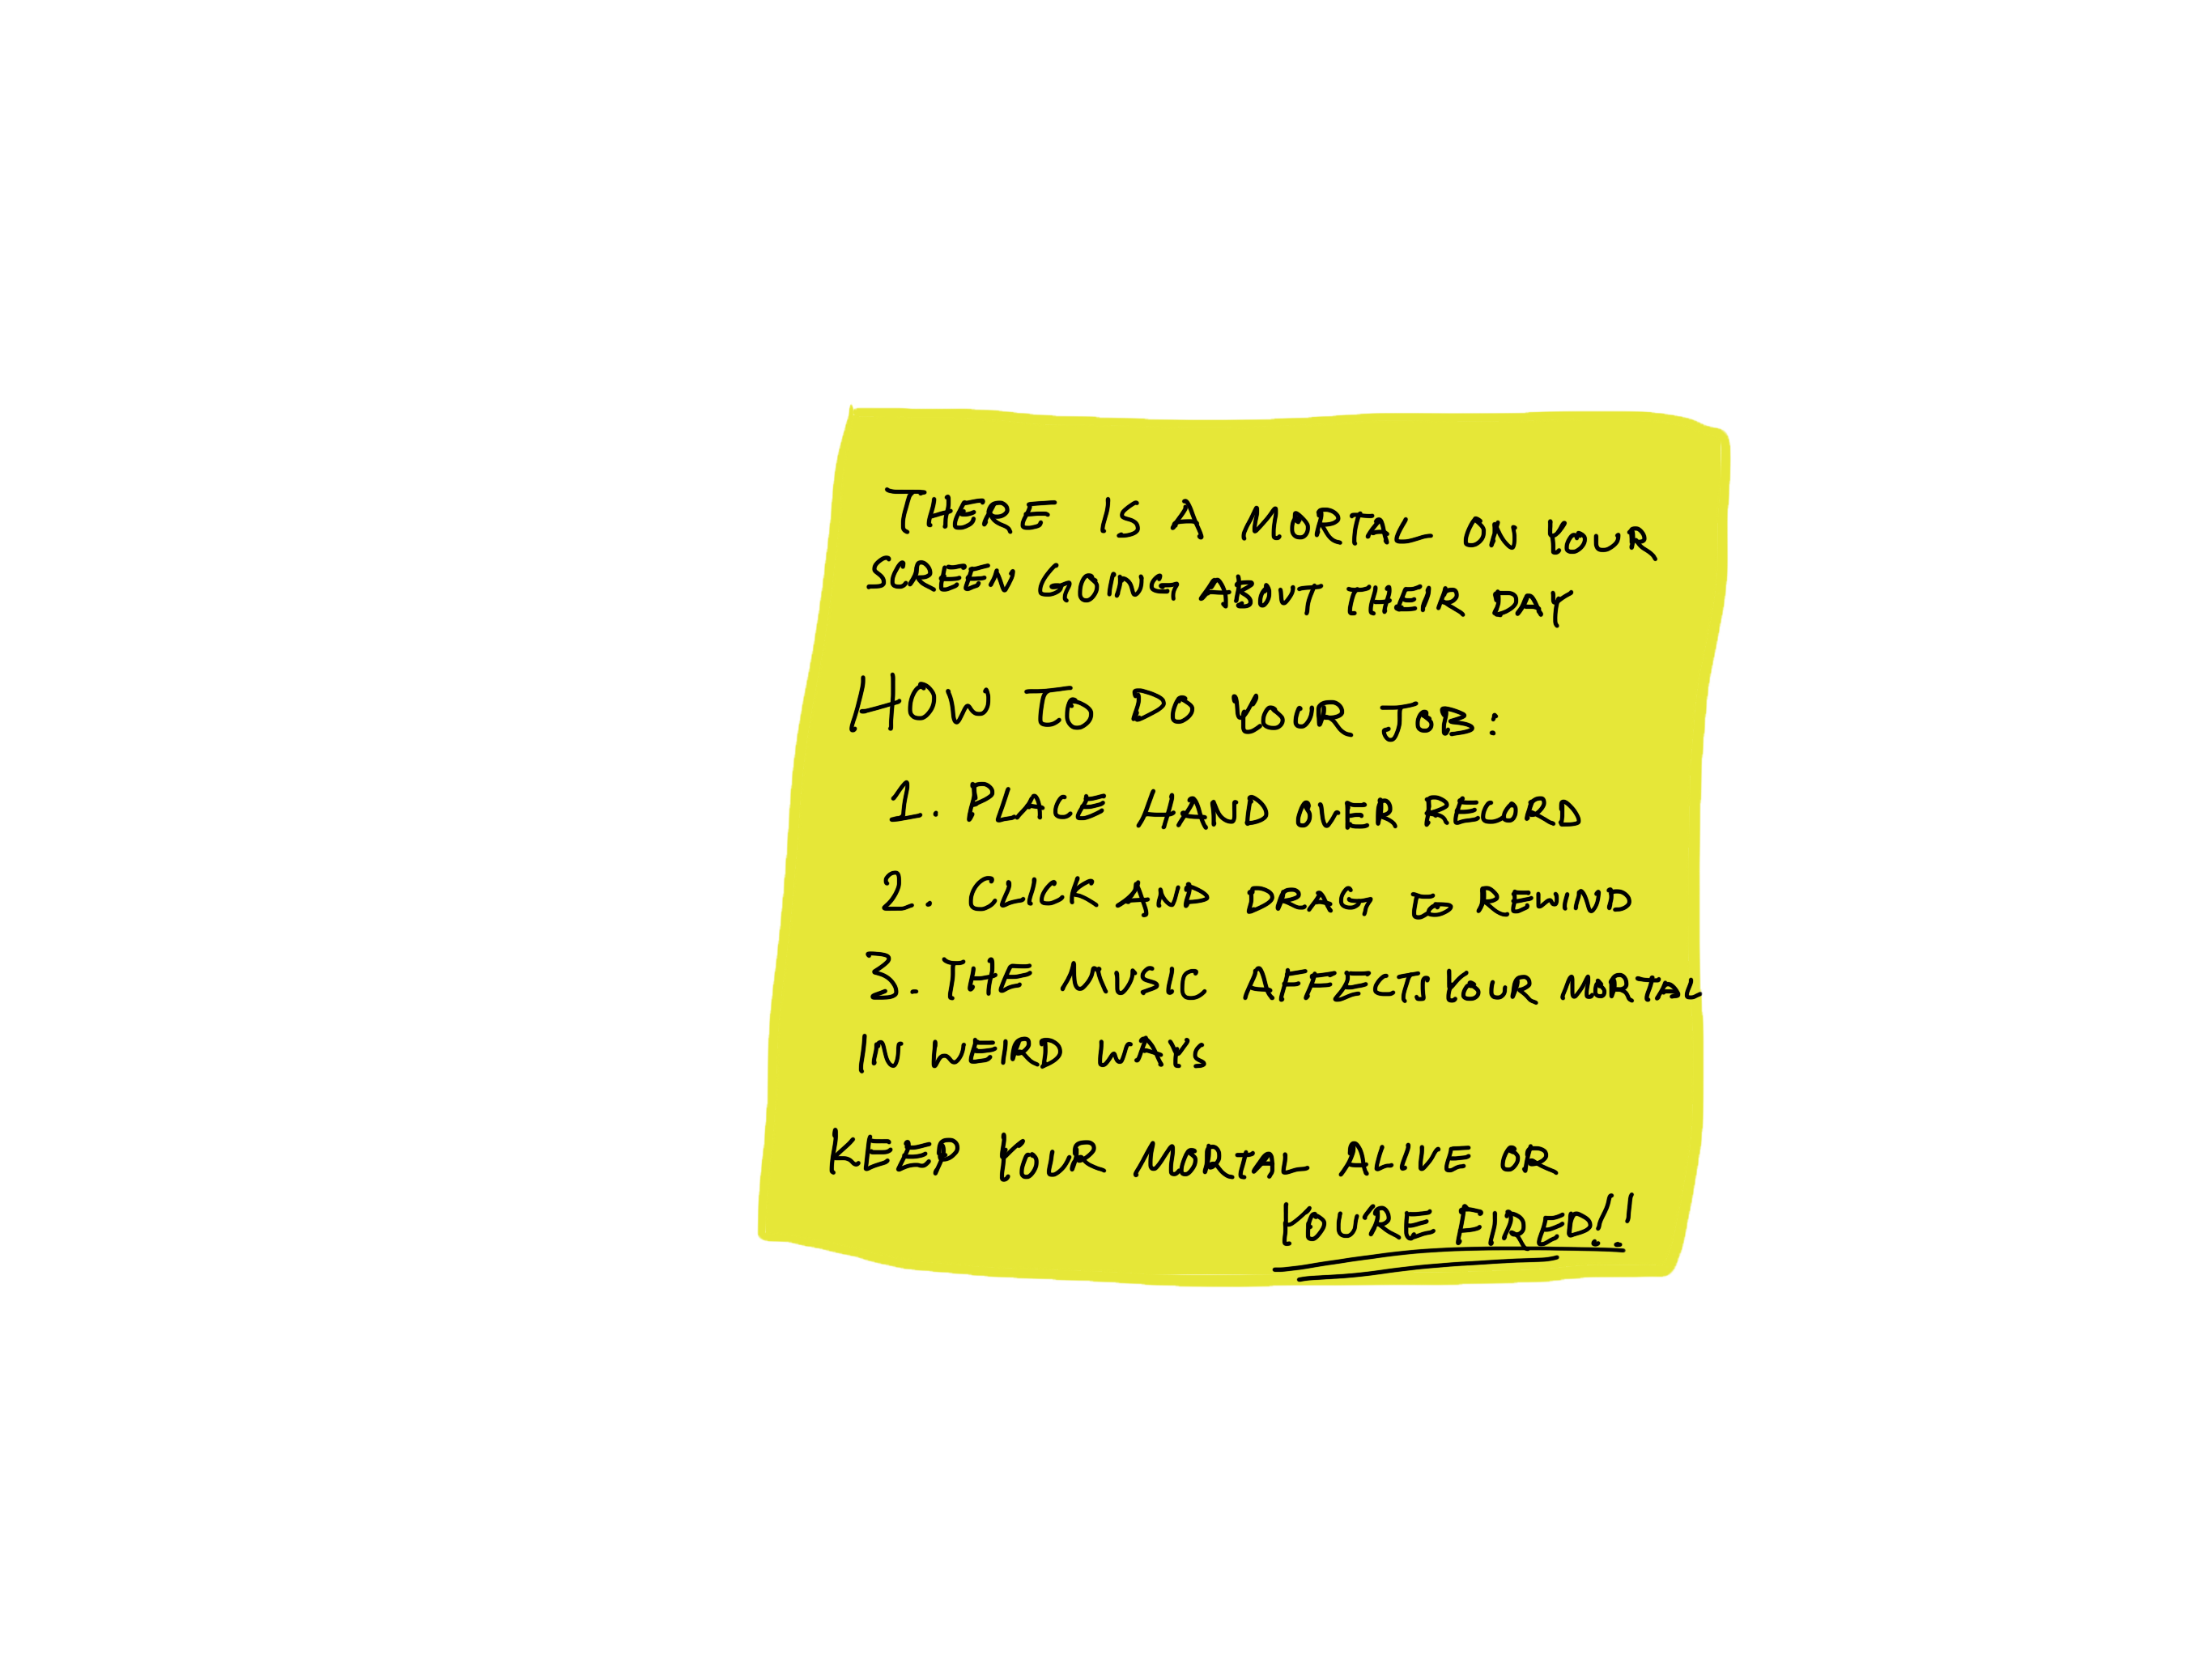 THERE IS A MORTAL ON YOUR
SCREEN GOING ABOUT THEIR DAY
HOW TO DO YOUR JOB:
1. PLACE HAND OVER RECORD
2. CLICK AND DRAG TO REWIND
3. THE MUSIC AFFECTS YOUR MORTAL
IN WEIRD WAYS
KEEP YOUR MORTAL ALIVE OR
YOURE FIRED!!